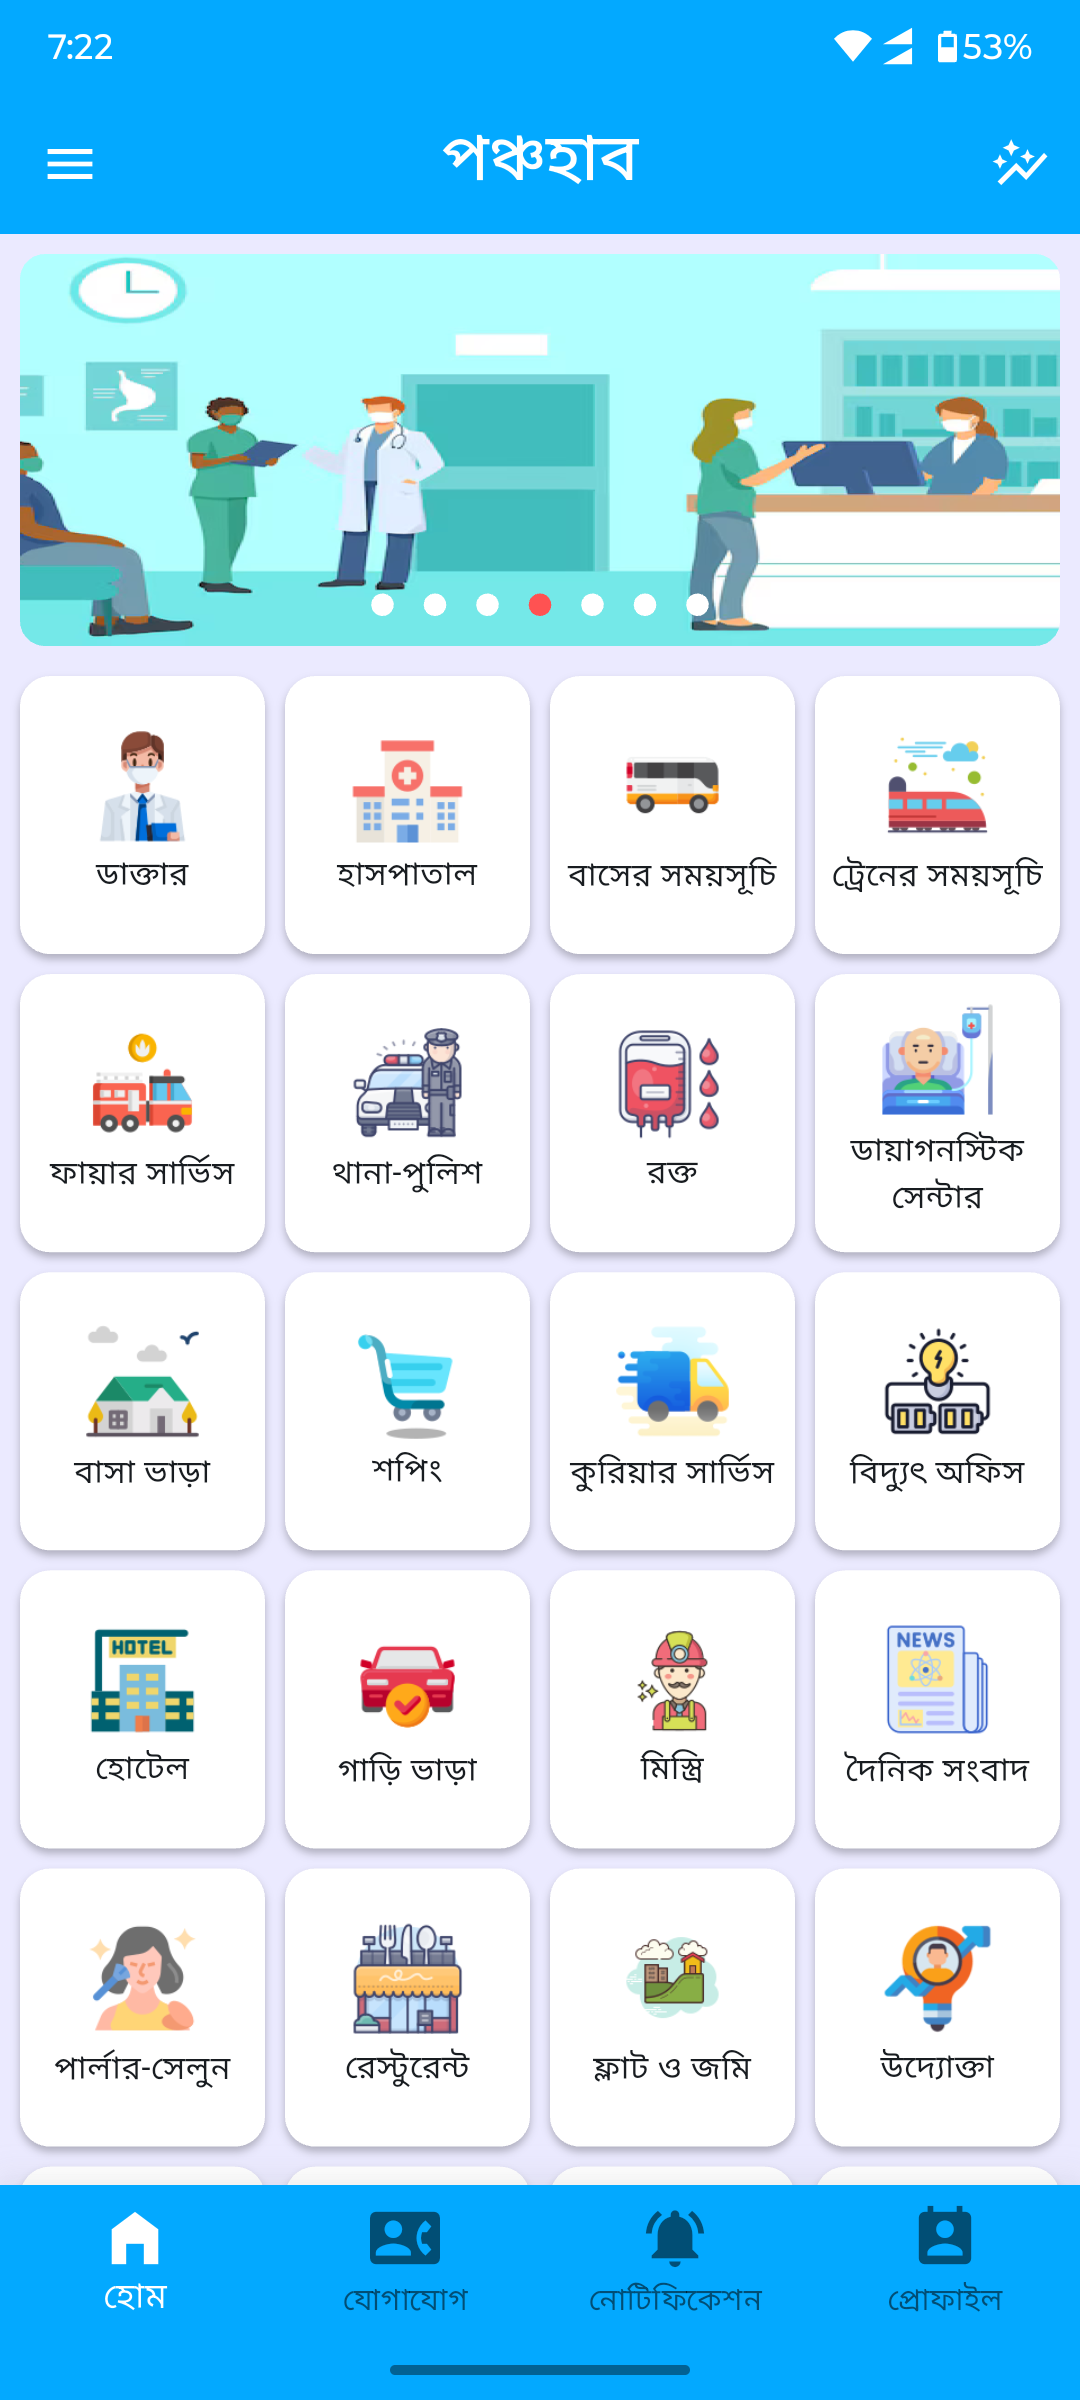 7:22
53%
পঞ্চহাব
ডাক্তার
হাসপাতাল
বাসের সময়সূচি
ট্রেনের সময়সূচি
ফায়ার সার্ভিস
থানা-পুলিশ
রক্ত
ডায়াগনস্টিক
সেন্টার
বাসা ভাড়া
শপিং
কুরিয়ার সার্ভিস
বিদ্যুৎ অফিস
HOTEL
হোটেল
গাড়ি ভাড়া
মিস্ত্রি
NEWS
দৈনিক সংবাদ
পার্লার-সেলুন
রেস্টুরেন্ট
ফ্লাট ও জমি
উদ্যোক্তা
হোম
যোগাযোগ
নোটিফিকেশন
প্রোফাইল